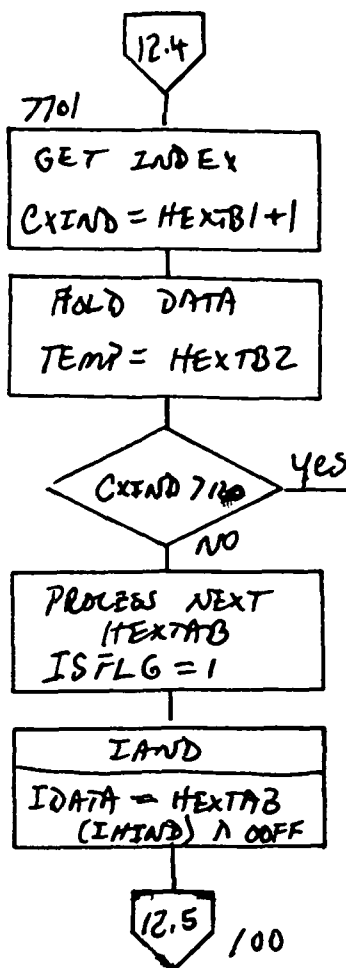 12.4
7701
GET INDEX
CXIND = HEXTB1+1
HOLD DATA
TEMP = HEXTB2
CXIND >
yes
NO
PROCESS NEXT
HEXTAB
ISFLG = 1
IAND
IDATA = HEXTAB
(IHIND) ∧ 00FF
12.5
100